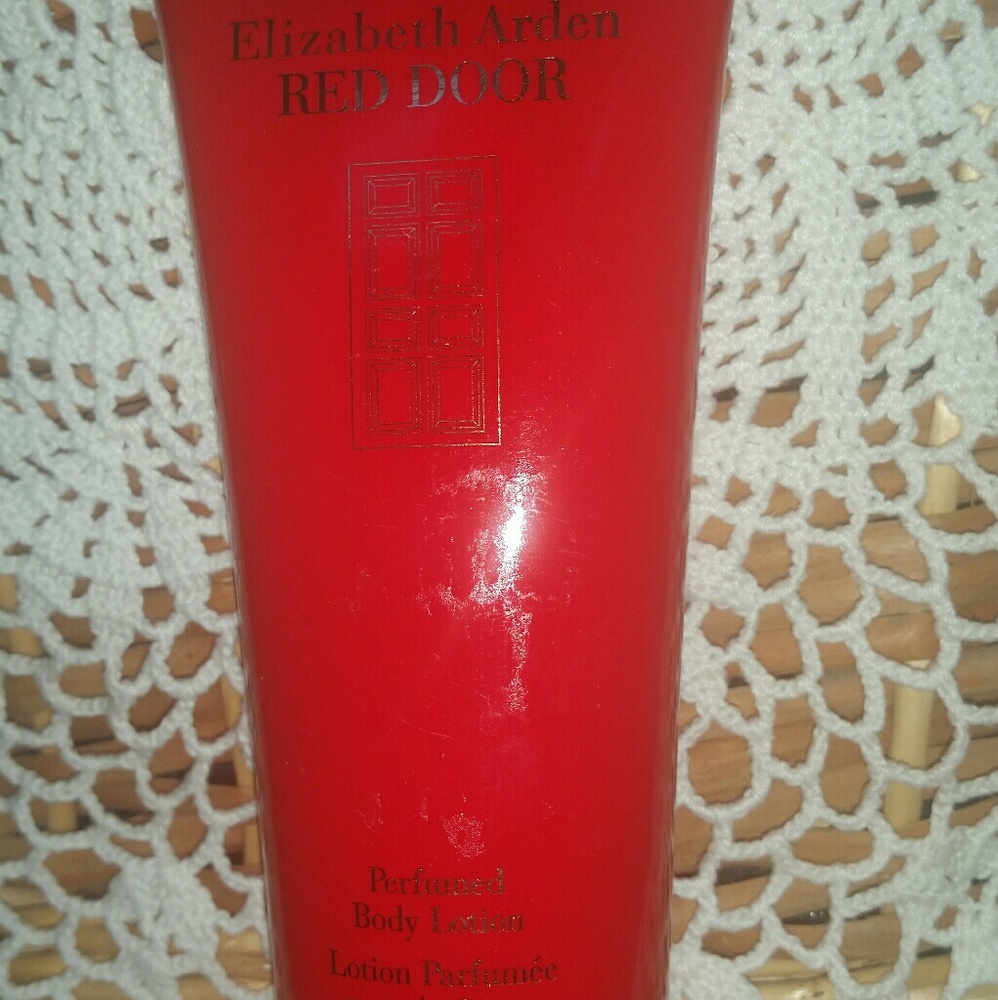 Elizabeth Arden
RED DOOR
Perfumed
Body Lotion
Lotion Parfumée